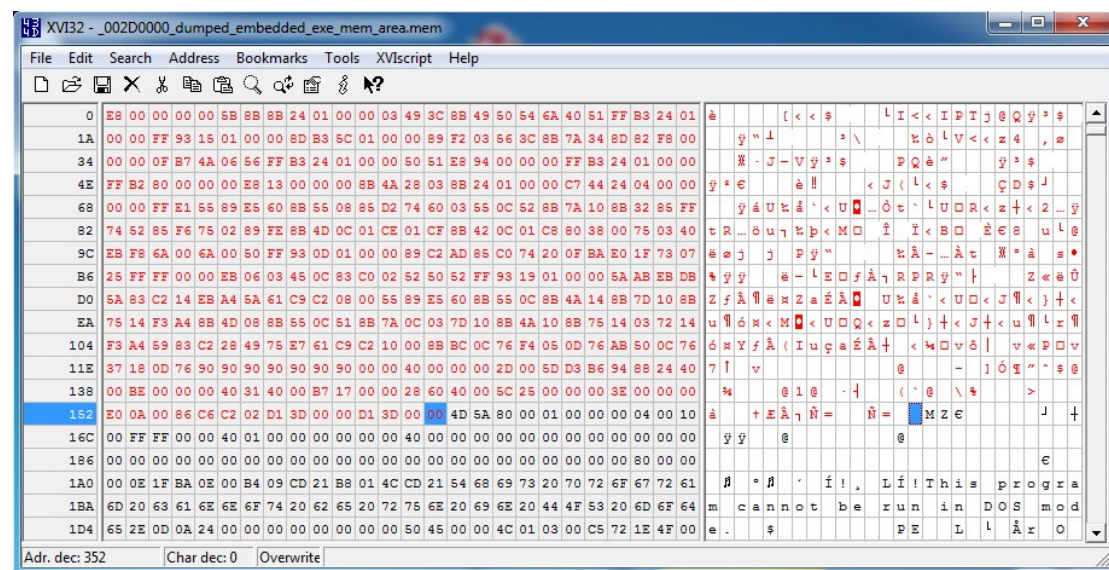 XVI32 - _002D0000_dumped_embedded_exe_mem_area.mem
File Edit Search Address Bookmarks Tools XVIscript Help
0 E8 00 00 00 00 5B 8B 8B 24 01 00 00 03 49 3C 8B 49 50 54 6A 40 51 FF B3 24 01
1A 00 00 FF 93 15 01 00 00 8D B3 5C 01 00 00 89 F2 03 56 3C 8B 7A 34 8D 82 F8 00
34 00 00 0F B7 4A 06 56 FF B3 24 01 00 00 50 51 E8 94 00 00 00 FF B3 24 01 00 00
4E FF B2 80 00 00 00 E8 13 00 00 00 8B 4A 28 03 8B 24 01 00 00 C7 44 24 04 00 00
68 00 00 FF E1 55 89 E5 60 8B 55 08 85 D2 74 60 03 55 0C 52 8B 7A 10 8B 32 85 FF
82 74 52 85 F6 75 02 89 FE 8B 4D 0C 01 CE 01 CF 8B 42 0C 01 C8 80 38 00 75 03 40
9C EB F8 6A 00 6A 00 50 FF 93 0D 01 00 00 89 C2 AD 85 C0 74 20 0F BA E0 1F 73 07
B6 25 FF FF 00 00 EB 06 03 45 0C 83 C0 02 52 50 52 FF 93 19 01 00 00 5A AB EB DB
D0 5A 83 C2 14 EB A4 5A 61 C9 C2 08 00 55 89 E5 60 8B 55 0C 8B 4A 14 8B 7D 10 8B
EA 75 14 F3 A4 8B 4D 08 8B 55 0C 51 8B 7A 0C 03 7D 10 8B 4A 10 8B 75 14 03 72 14
104 F3 A4 59 83 C2 28 49 75 E7 61 C9 C2 10 00 8B BC 0C 76 F4 05 0D 76 AB 50 0C 76
11E 37 18 0D 76 90 90 90 90 90 90 90 00 00 40 00 00 00 2D 00 5D D3 B6 94 88 24 40
138 00 BE 00 00 00 40 31 40 00 B7 17 00 00 28 60 40 00 5C 25 00 00 00 3E 00 00 00
152 E0 0A 00 86 C6 C2 02 D1 3D 00 00 D1 3D 00 00 4D 5A 80 00 01 00 00 00 04 00 10
16C 00 FF FF 00 00 40 01 00 00 00 00 00 00 40 00 00 00 00 00 00 00 00 00 00 00 00
186 00 00 00 00 00 00 00 00 00 00 00 00 00 00 00 00 00 00 00 00 00 00 00 80 00 00
1A0 00 0E 1F BA 0E 00 B4 09 CD 21 B8 01 4C CD 21 54 68 69 73 20 70 72 6F 67 72 61
1BA 6D 20 63 61 6E 6E 6F 74 20 62 65 20 72 75 6E 20 69 6E 20 44 4F 53 20 6D 6F 64
1D4 65 2E 0D 0A 24 00 00 00 00 00 00 00 00 50 45 00 00 4C 01 03 00 C5 72 1E 4F 00
This progra
m cannot be run in DOS mod
e. $ PE L
Adr. dec: 352 Char dec: 0 Overwrite